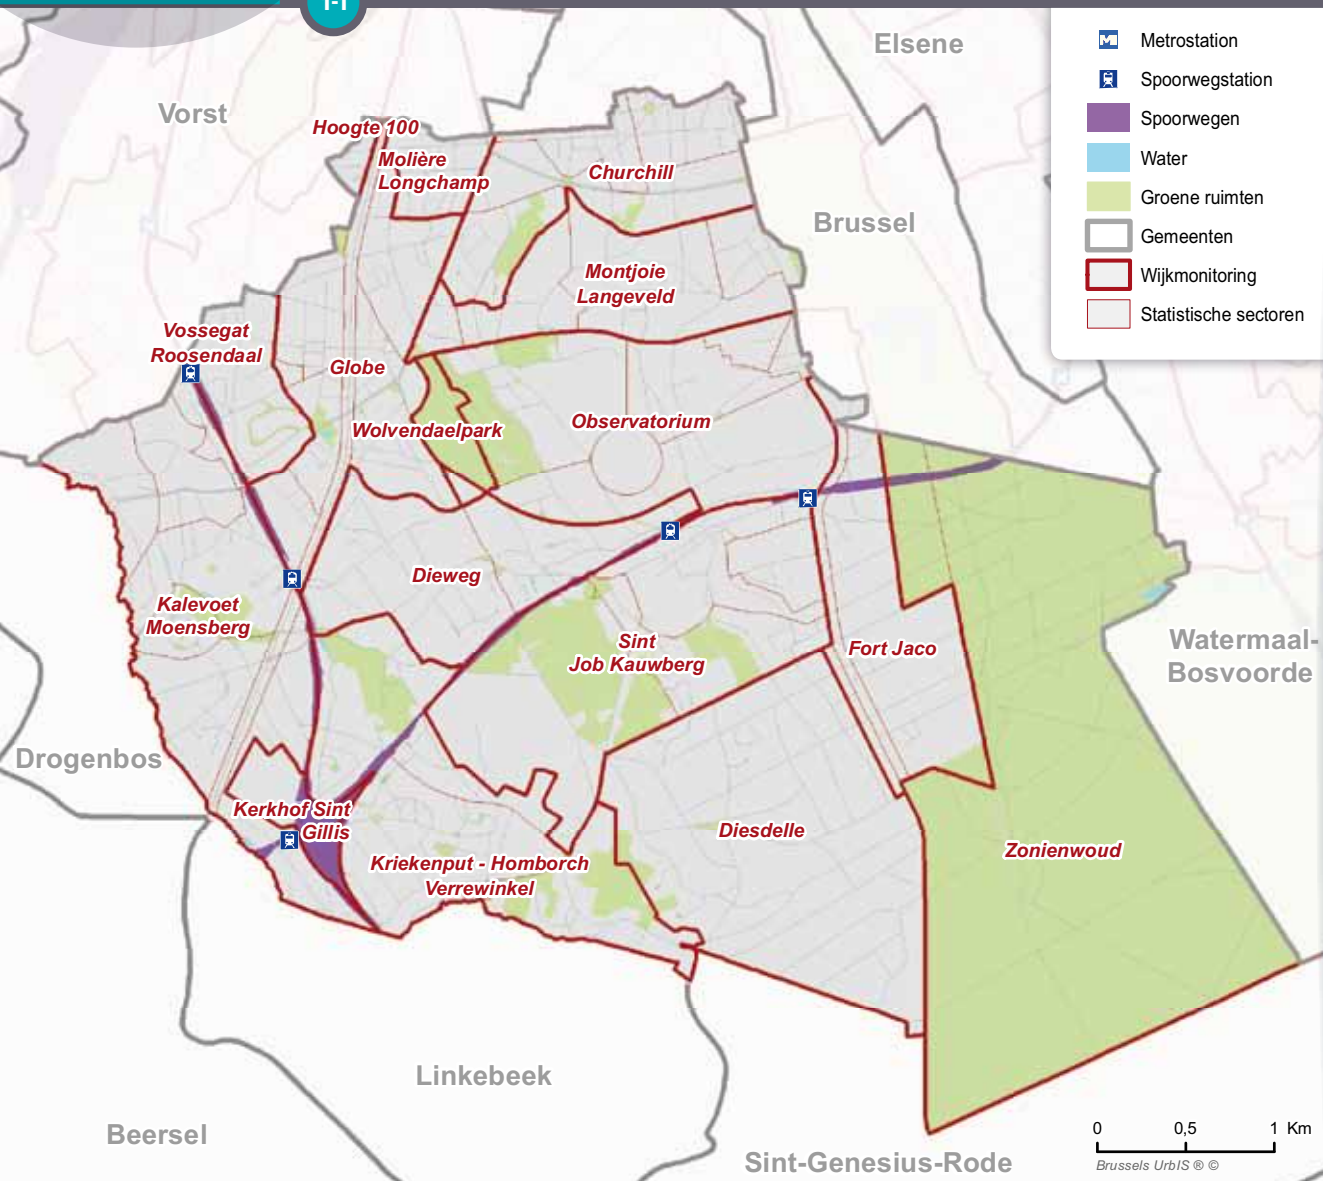 1-1
Elsene
Metrostation
Spoorwegstation
Spoorwegen
Water
Groene ruimten
Gemeenten
Wijkmonitoring
Statistische sectoren
Vorst
Hoogte 100
Molière
Longchamp
Churchill
Brussel
Montjoie
Langeveld
Vossegat
Roosendaal
Globe
Wolvendaelpark
Observatorium
Dieweg
Kalevoet
Moensberg
Sint
Job Kauwberg
Fort Jaco
Watermaal-
Bosvoorde
Drogenbos
Kerkhof Sint
Gillis
Diesdelle
Zonienwoud
Kriekenput - Homborch
Verrewinkel
Linkebeek
Beersel
Sint-Genesius-Rode
0 0,5 1 Km
Brussels UrbIS ® ©